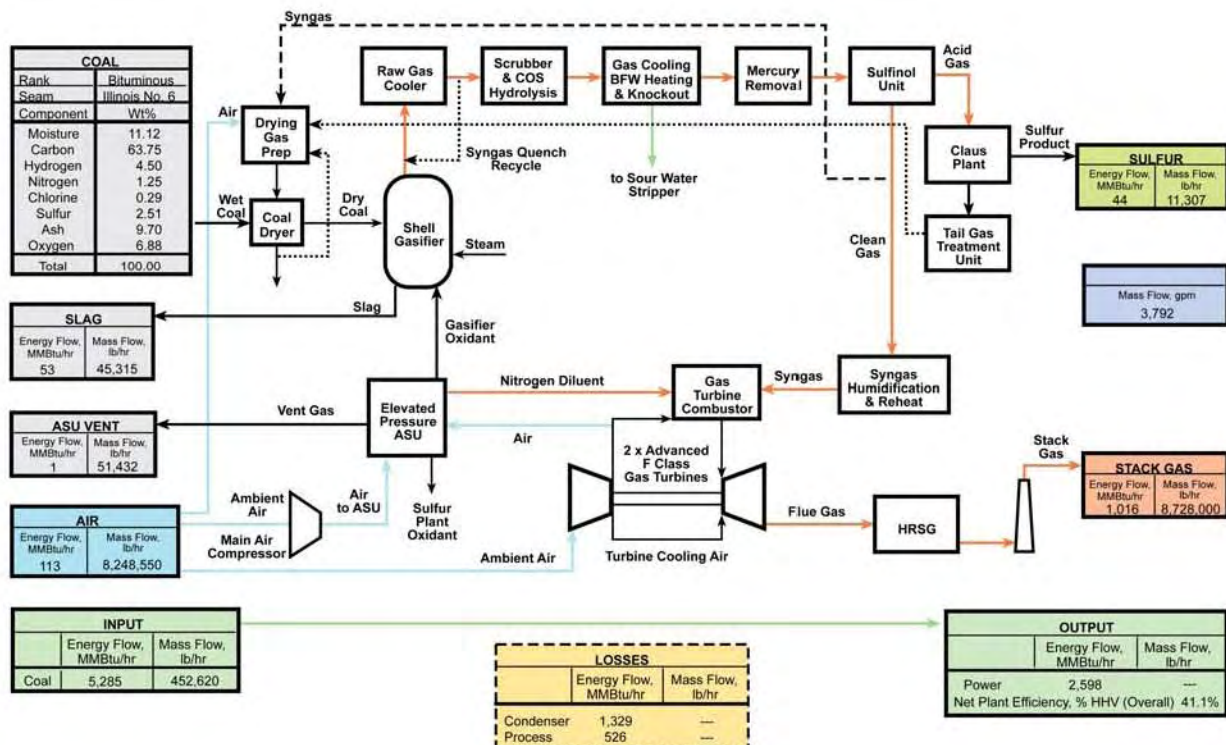 Syngas
COAL
Rank Bituminous
Seam Illinois No. 6
Component Wt%
Moisture 11.12
Carbon 63.75
Hydrogen 4.50
Nitrogen 1.25
Chlorine 0.29
Sulfur 2.51
Ash 9.70
Oxygen 6.88
Total 100.00
Air
Drying
Gas
Prep
Raw Gas
Cooler
Scrubber
& COS
Hydrolysis
Gas Cooling
BFW Heating
& Knockout
Mercury
Removal
Sulfinol
Unit
Acid
Gas
Syngas Quench
Recycle
to Sour Water
Stripper
Claus
Plant
Sulfur
Product
SULFUR
Energy Flow, Mass Flow,
MMBtu/hr lb/hr
44 11,307
Wet
Coal
Coal
Dryer
Dry
Coal
Shell
Gasifier
Steam
Clean
Gas
Tail Gas
Treatment
Unit
Mass Flow, gpm
3,792
Slag
SLAG
Energy Flow, Mass Flow,
MMBtu/hr lb/hr
53 45,315
Gasifier
Oxidant
Nitrogen Diluent
Gas
Turbine
Combustor
Syngas
Syngas
Humidification
& Reheat
Vent Gas
Elevated
Pressure
ASU
Air
ASU VENT
Energy Flow, Mass Flow,
MMBtu/hr lb/hr
1 51,432
2 x Advanced
F Class
Gas Turbines
Stack
Gas
STACK GAS
Energy Flow, Mass Flow,
MMBtu/hr lb/hr
1,016 8,728,000
Ambient
Air
Air
to ASU
Main Air
Compressor
Sulfur
Plant
Oxidant
Flue Gas
HRSG
AIR
Energy Flow, Mass Flow,
MMBtu/hr lb/hr
113 8,248,550
Ambient Air
Turbine Cooling Air
INPUT
Energy Flow, Mass Flow,
MMBtu/hr lb/hr
Coal 5,285 452,620
LOSSES
Energy Flow, Mass Flow,
MMBtu/hr lb/hr
Condenser 1,329 ---
Process 526 ---
OUTPUT
Energy Flow, Mass Flow,
MMBtu/hr lb/hr
Power 2,598 ---
Net Plant Efficiency, % HHV (Overall) 41.1%